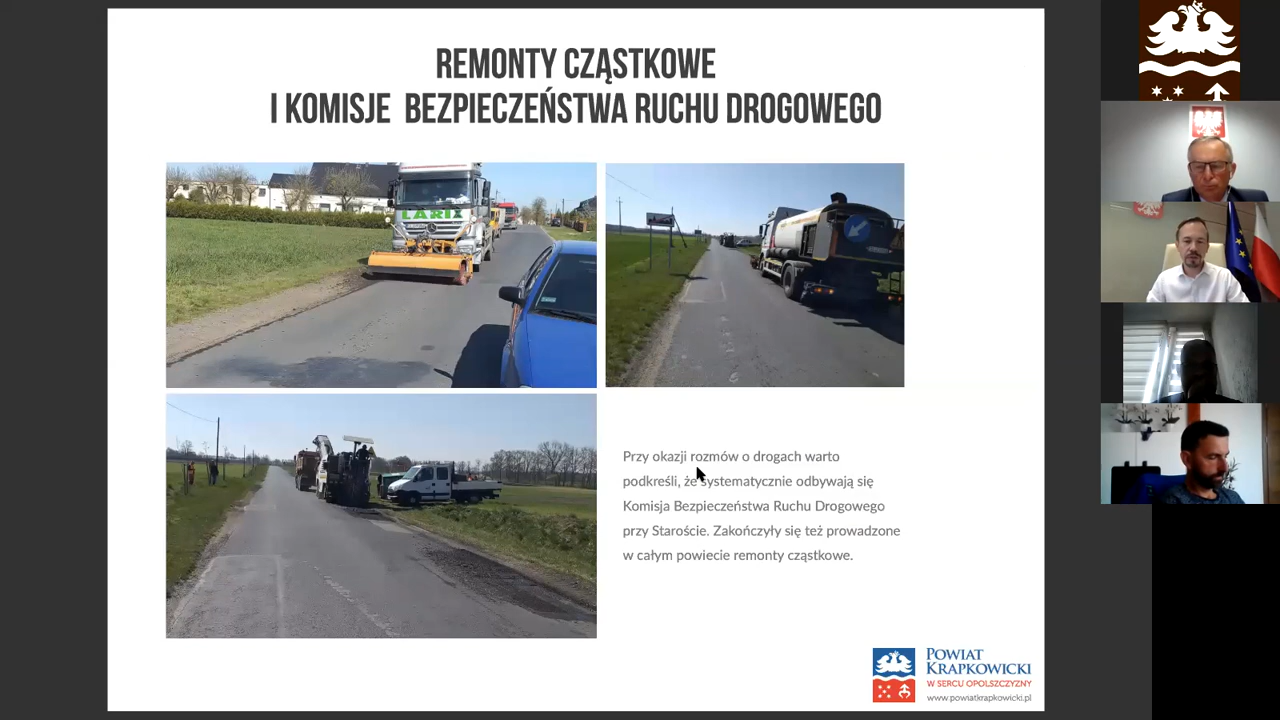 REMONTY CZĄSTKOWE
I KOMISJE BEZPIECZEŃSTWA RUCHU DROGOWEGO
LARIX
Przy okazji rozmów o drogach warto
podkreśli, że systematycznie odbywają się
Komisja Bezpieczeństwa Ruchu Drogowego
przy Staroście. Zakończyły się też prowadzone
w całym powiecie remonty cząstkowe.
POWIAT
KRAPKOWICKI
W SERCU OPOLSZCZYZNY
www.powiatkrapkowicki.pl